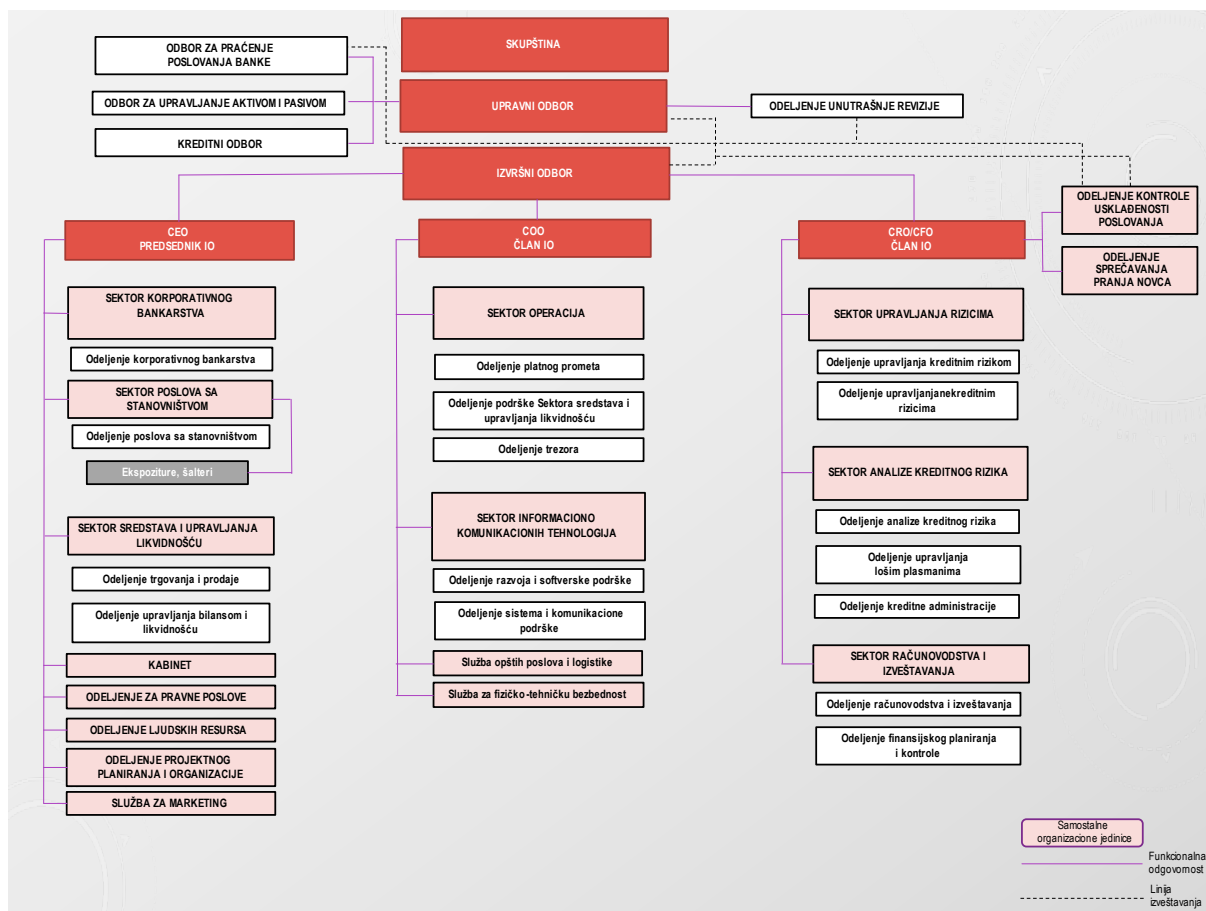 SKUPŠTINA
ODBOR ZA PRAĆENJE
POSLOVANJA BANKE
ODBOR ZA UPRAVLJANJE AKTIVOM I PASIVOM
UPRAVNI ODBOR
ODELJENJE UNUTRAŠNJE REVIZIJE
KREDITNI ODBOR
IZVRŠNI ODBOR
ODELJENJE KONTROLE
USKLAĐENOSTI
POSLOVANJA
ODELJENJE
SPREČAVANJA
PRANJA NOVCA
CEO
PREDSEDNIK IO
SEKTOR KORPORATIVNOG
BANKARSTVA
Odeljenje korporativnog bankarstva
SEKTOR POSLOVA SA
STANOVNIŠTVOM
Odeljenje poslova sa stanovništvom
Ekspoziture, šalteri
SEKTOR SREDSTAVA I UPRAVLJANJA
LIKVIDNOŠĆU
Odeljenje trgovanja i prodaje
Odeljenje upravljanja bilansom i
likvidnošću
KABINET
ODELJENJE ZA PRAVNE POSLOVE
ODELJENJE LJUDSKIH RESURSA
ODELJENJE PROJEKTNOG
PLANIRANJA I ORGANIZACIJE
SLUŽBA ZA MARKETING
COO
ČLAN IO
SEKTOR OPERACIJA
Odeljenje platnog prometa
Odeljenje podrške Sektora sredstava i
upravljanja likvidnošću
Odeljenje trezora
SEKTOR INFORMACIONO
KOMUNIKACIONIH TEHNOLOGIJA
Odeljenje razvoja i softverske podrške
Odeljenje sistema i komunikacione
podrške
Služba opštih poslova i logistike
Služba za fizičko-tehničku bezbednost
CRO/CFO
ČLAN IO
SEKTOR UPRAVLJANJA RIZICIMA
Odeljenje upravljanja kreditnim rizikom
Odeljenje upravljanjanekreditnim
rizicima
SEKTOR ANALIZE KREDITNOG RIZIKA
Odeljenje analize kreditnog rizika
Odeljenje upravljanja
lošim plasmanima
Odeljenje kreditne administracije
SEKTOR RAČUNOVODSTVA I
IZVEŠTAVANJA
Odeljenje računovodstva i izveštavanja
Odeljenje finansijskog planiranja
i kontrole
Samostalne
organizacione jedinice
Funkcionalna
odgovornost
Linija
izveštavanja